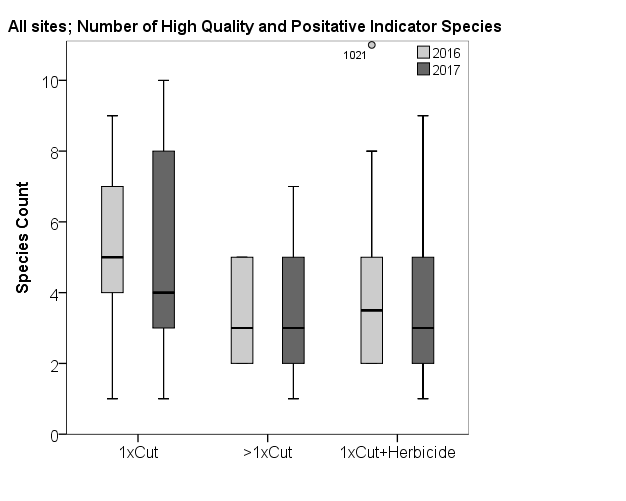 All sites; Number of High Quality and Positative Indicator Species
1021
2016
2017
10
8
6
4
2
0
Species Count
1xCut
>1xCut
1xCut+Herbicide